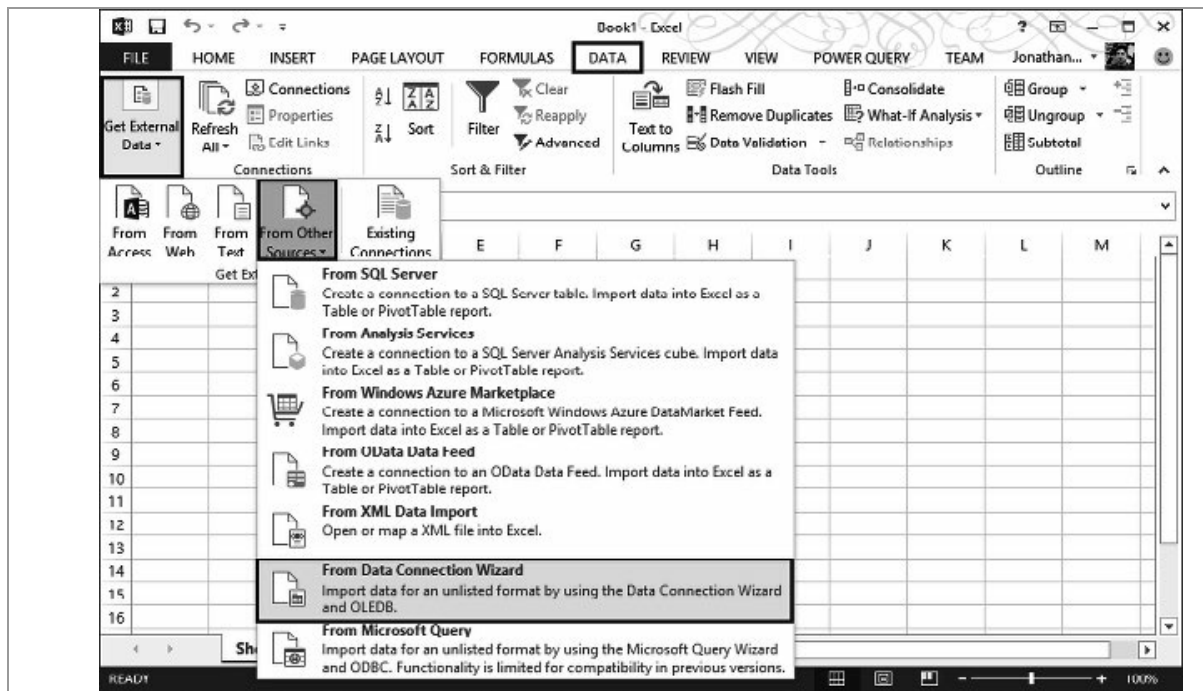 Book1 - Excel
FILE HOME INSERT PAGE LAYOUT FORMULAS DATA REVIEW VIEW POWER QUERY TEAM Jonathan...
Get External Data
Refresh All
Connections
Properties
Edit Links
Connections
Sort
Filter
Clear
Reapply
Advanced
Sort & Filter
Text to Columns
Flash Fill
Remove Duplicates
Data Validation
Consolidate
What-If Analysis
Relationships
Data Tools
Group
Ungroup
Subtotal
Outline
From Access
From Web
From Text
From Other Sources
Existing Connections
Get Ext
E F G H I J K L M
From SQL Server
Create a connection to a SQL Server table. Import data into Excel as a
Table or PivotTable report.
From Analysis Services
Create a connection to a SQL Server Analysis Services cube. Import data
into Excel as a Table or PivotTable report.
From Windows Azure Marketplace
Create a connection to a Microsoft Windows Azure DataMarket Feed.
Import data into Excel as a Table or PivotTable report.
From OData Data Feed
Create a connection to an OData Data Feed. Import data into Excel as a
Table or PivotTable report.
From XML Data Import
Open or map a XML file into Excel.
From Data Connection Wizard
Import data for an unlisted format by using the Data Connection Wizard
and OLEDB.
From Microsoft Query
Import data for an unlisted format by using the Microsoft Query Wizard
and ODBC. Functionality is limited for compatibility in previous versions.
2
3
4
5
6
7
8
9
10
11
12
13
14
15
16
Sh
READY
100%